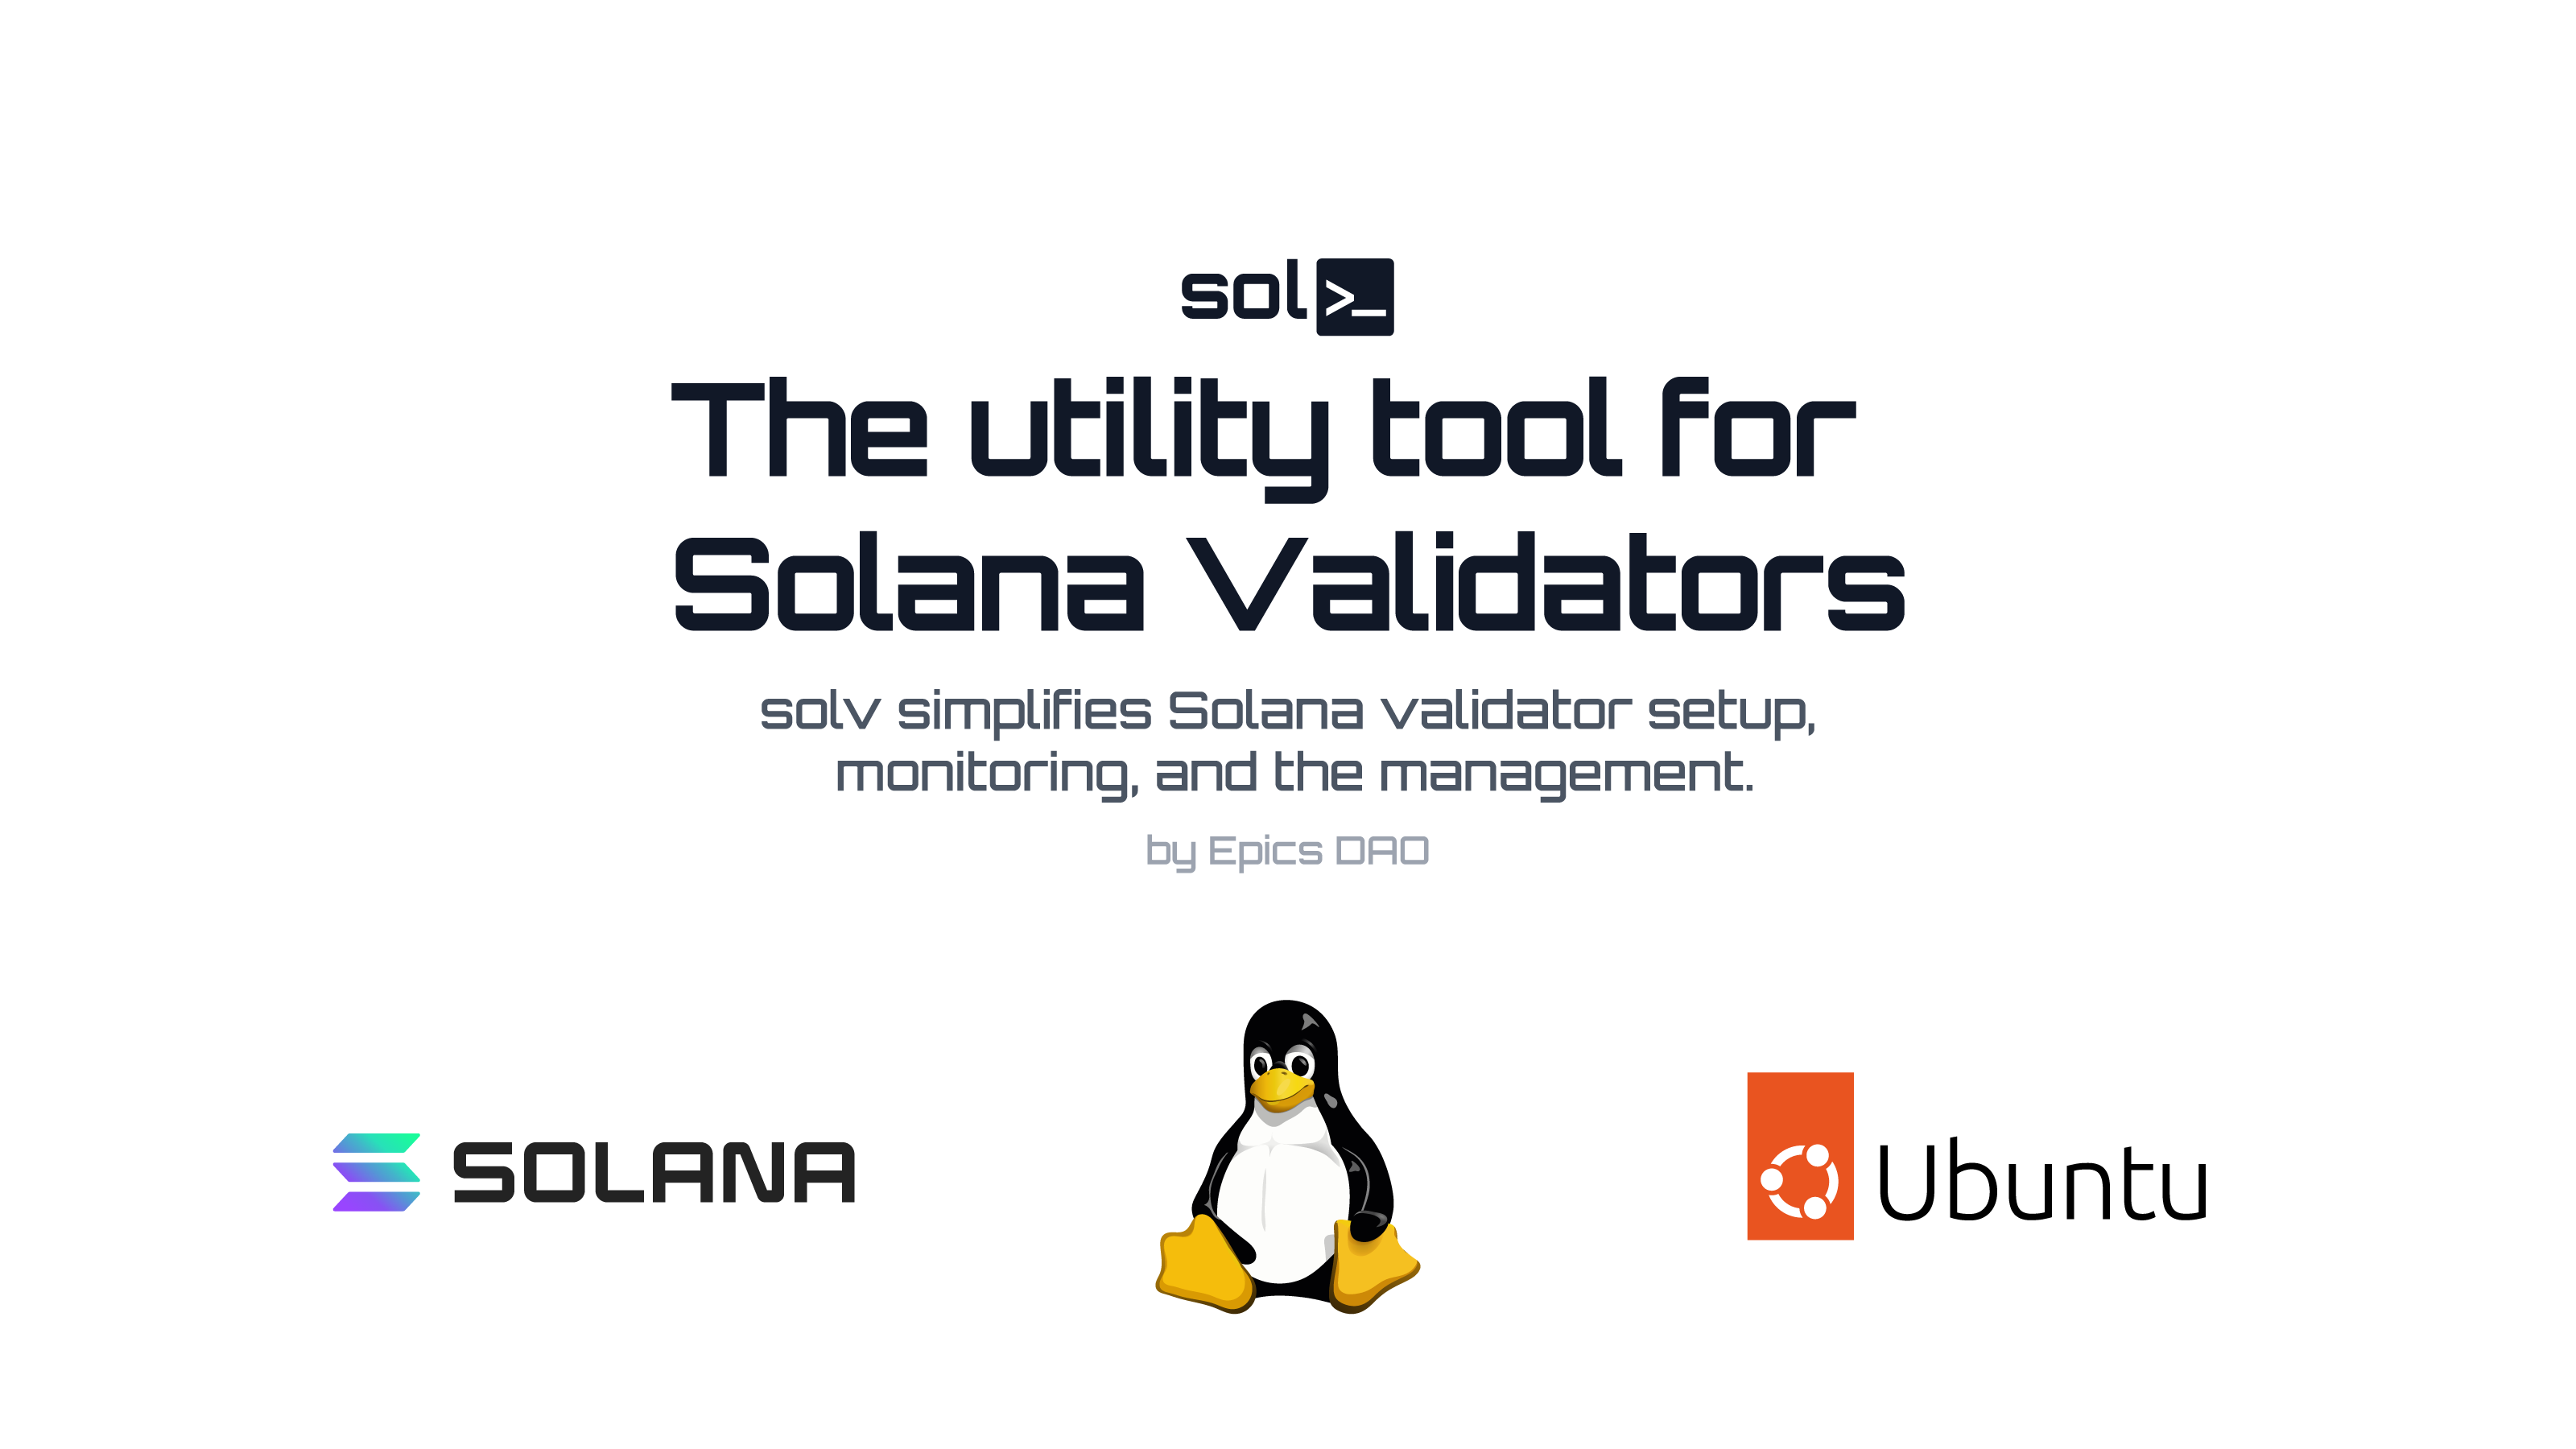 sol>_
The utility tool for
Solana Validators
solv simplifies Solana validator setup,
monitoring, and the management.
by Epics DAO
SOLANA
Ubuntu